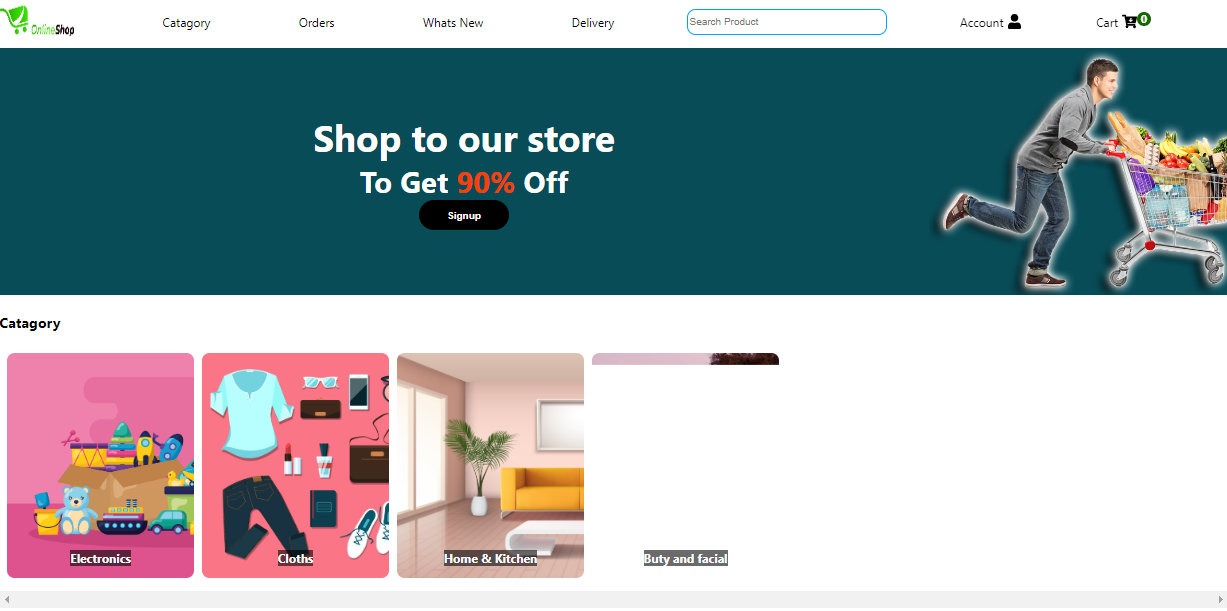 OnlineShop
Catagory
Orders
Whats New
Delivery
Search Product
Account
Cart
0
Shop to our store
To Get 90% Off
Signup
Catagory
Electronics
Cloths
Home & Kitchen
Buty and facial